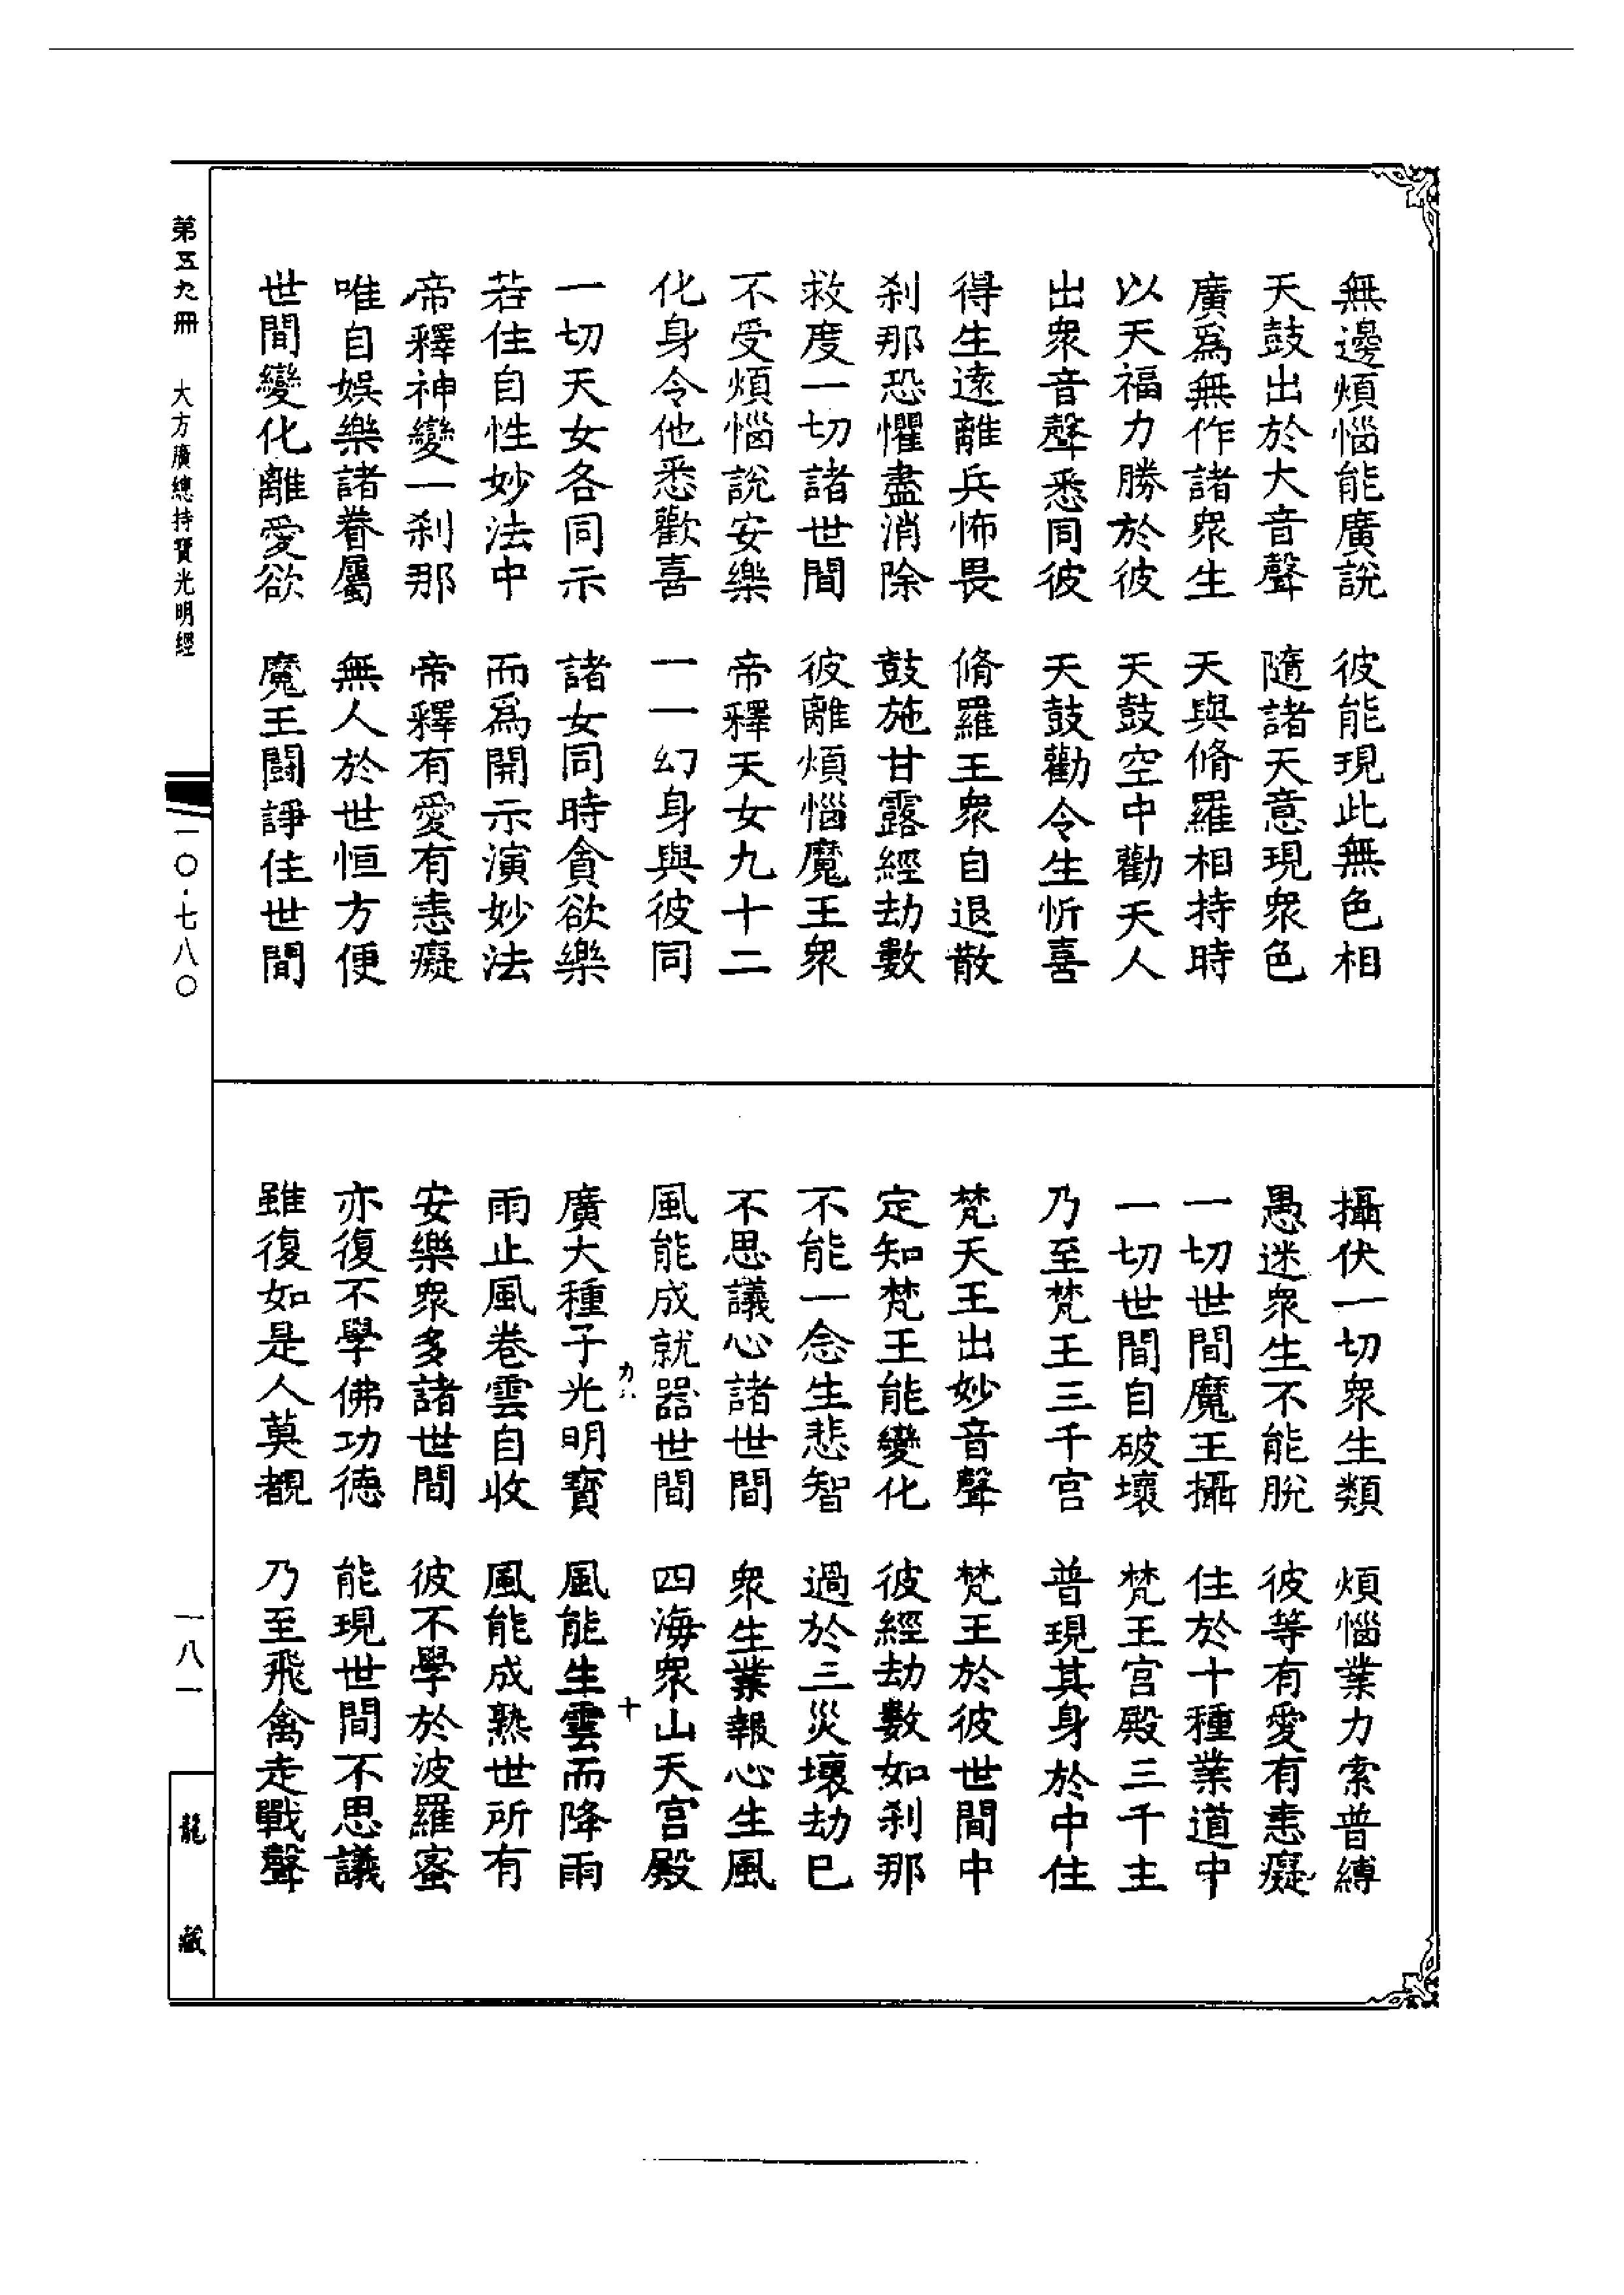 無邊煩惱能廣說　彼能現此無色相
天鼓出於大音聲　隨諸天意現眾色
廣爲無作諸眾生　天與脩羅相持時
以天福力勝於彼　天鼓空中勸天人
出眾音聲悉同彼　天鼓勸令生忻喜
得生遠離兵怖畏　脩羅王眾自退散
刹那恐懼盡消除　鼓施甘露經劫數
救度一切諸世間　彼離煩惱魔王眾
不受煩惱說安樂　帝釋天女九十二
化身令他悉歡喜　一一幻身與彼同
一切天女各同示　諸女同時貪欲樂
若住自性妙法中　而爲開示演妙法
帝釋神變一刹那　帝釋有愛有恚癡
唯自娛樂諸眷屬　無人於世恒方便
世間變化離愛欲　魔王鬪諍住世間
攝伏一切眾生類　煩惱業力索普縛
愚迷眾生不能脫　彼等有愛有恚癡
一切世間魔王攝　住於十種業道中
一切世間自破壞　梵王宮殿三千主
乃至梵王三千宮　普現其身於中住
梵天王出妙音聲　梵王於彼世間中
定知梵王能變化　彼經劫數如刹那
不能一念生悲智　過於三災壞劫已
不思議心諸世間　眾生業報心生風
風能成就器世間　四海眾山天宮殿
力八　十
廣大種子光明寶　風能生雲而降雨
雨止風卷雲自收　風能成熟世所有
安樂眾多諸世間　彼不學於波羅蜜
亦復不學佛功德　能現世間不思議
雖復如是人莫覩　乃至飛禽走戰聲
第五九冊　大方廣總持寶光明經
一〇·七八〇
一八一
龍藏